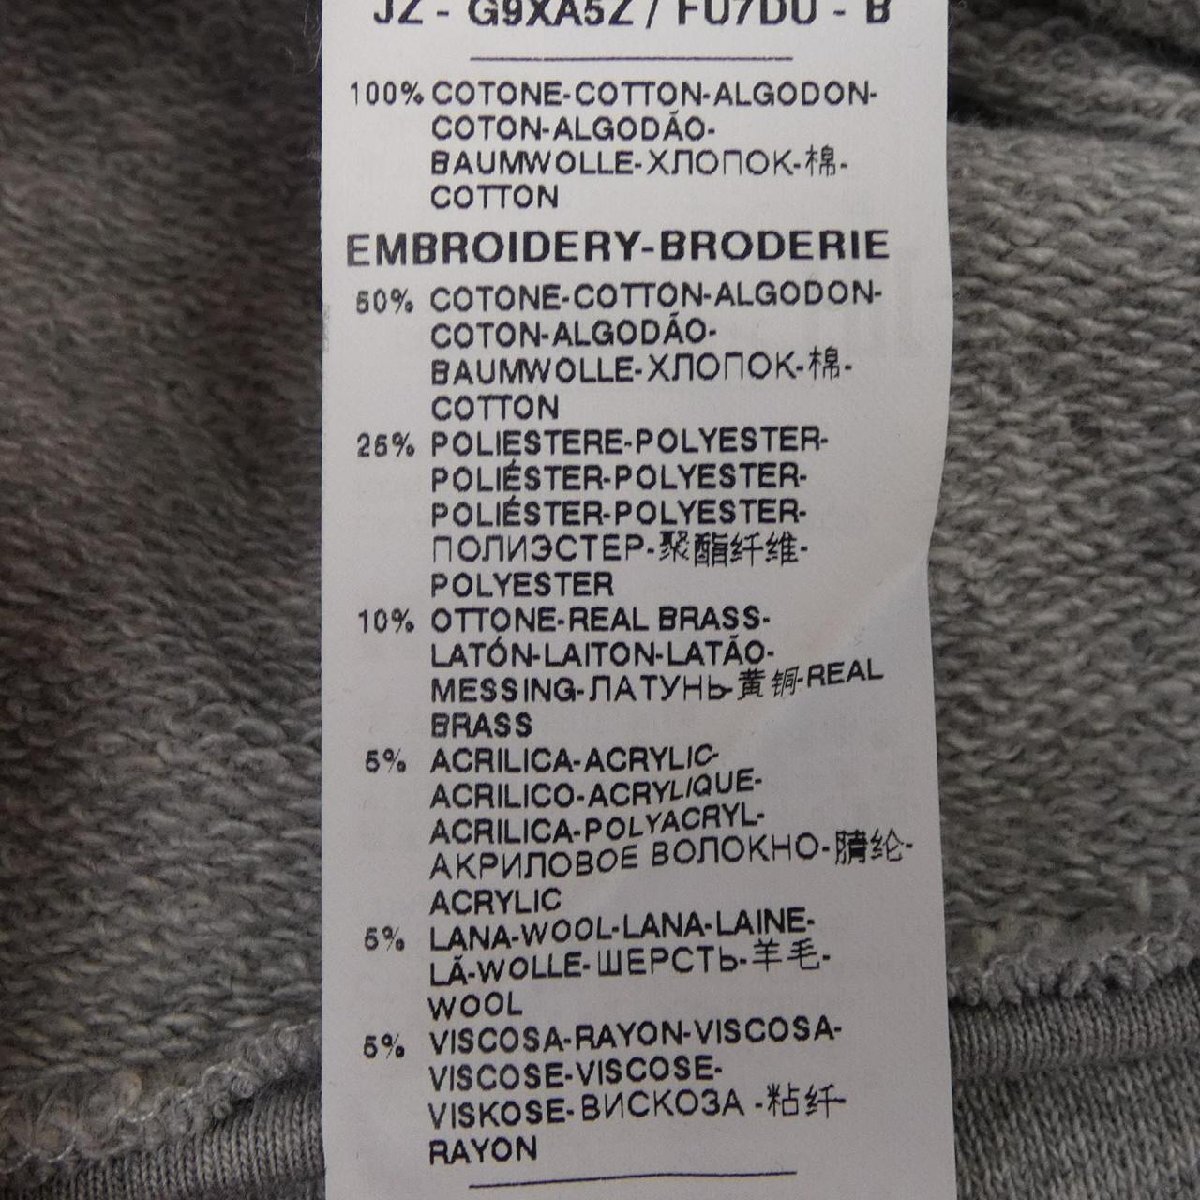 JZ - G9XA5Z / FU7DU - B
100% COTONE-COTTON-ALGODON-
COTON-ALGODÃO-
BAUMWOLLE-ХЛОПОК-棉-
COTTON
EMBROIDERY-BRODERIE
50% COTONE-COTTON-ALGODON-
COTON-ALGODÃO-
BAUMWOLLE-ХЛОПОК-棉-
COTTON
25% POLIESTERE-POLYESTER-
POLIÉSTER-POLYESTER-
POLIÉSTER-POLYESTER-
ПОЛИЭСТЕР-聚酯纤维-
POLYESTER
10% OTTONE-REAL BRASS-
LATÓN-LAITON-LATÃO-
MESSING-ЛАТУНЬ-黄铜-REAL
BRASS
5% ACRILICA-ACRYLIC-
ACRILICO-ACRYLIQUE-
ACRILICA-POLYACRYL-
АКРИЛОВОЕ ВОЛОКНО-腈纶-
ACRYLIC
5% LANA-WOOL-LANA-LAINE-
LÃ-WOLLE-ШЕРСТЬ-羊毛-
WOOL
5% VISCOSA-RAYON-VISCOSA-
VISCOSE-VISCOSE-
VISKOSE-ВИСКОЗА -粘纤-
RAYON